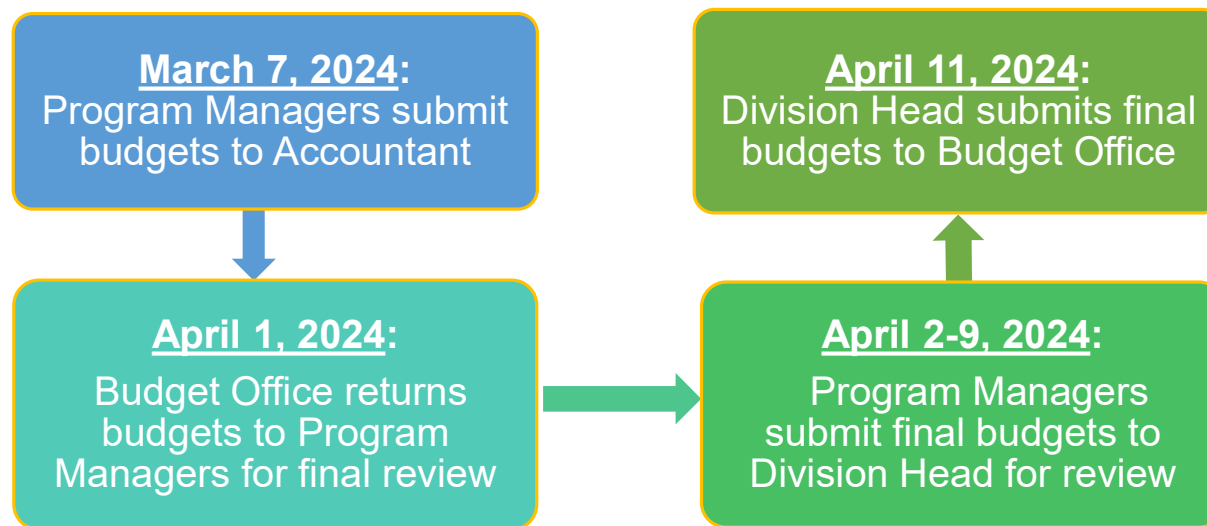 March 7, 2024:
Program Managers submit
budgets to Accountant
April 1, 2024:
Budget Office returns
budgets to Program
Managers for final review
April 2-9, 2024:
Program Managers
submit final budgets to
Division Head for review
April 11, 2024:
Division Head submits final
budgets to Budget Office